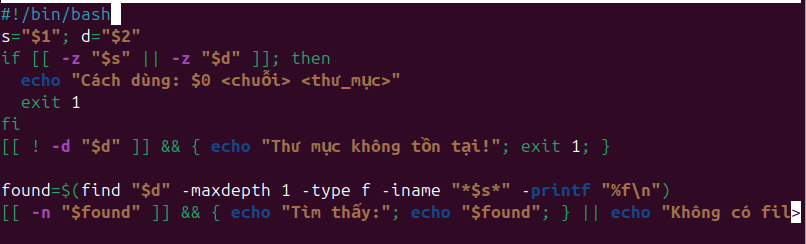 #!/bin/bash
s="$1"; d="$2"
if [[ -z "$s" || -z "$d" ]]; then
  echo "Cách dùng: $0 <chuỗi> <thư_mục>"
  exit 1
fi
[[ ! -d "$d" ]] && { echo "Thư mục không tồn tại!"; exit 1; }
found=$(find "$d" -maxdepth 1 -type f -iname "*$s*" -printf "%f\n")
[[ -n "$found" ]] && { echo "Tìm thấy:"; echo "$found"; } || echo "Không có fil>